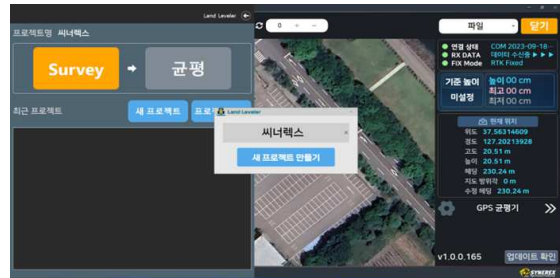 Land Leveler
프로젝트명 씨너렉스
Survey
균평
최근 프로젝트
새 프로젝트
프로젝
Land Leveler
씨너렉스
새 프로젝트 만들기
0 + -
파일
닫기
연결 상태 COM 2023-09-18--
RX DATA 데이터 수신중 ▶ ▶ ▶
FIX Mode RTK Fixed
기준 높이
미설정
높이 00 cm
최고 00 cm
최저 00 cm
현재 위치
위도 37.56314609
경도 127.20213928
고도 20.51 m
높이 20.51 m
헤딩 230.24 m
지도 방위각 0 m
수정 헤딩 230.24 m
GPS 균평기
v1.0.0.165
업데이트 확인
SYNEREX